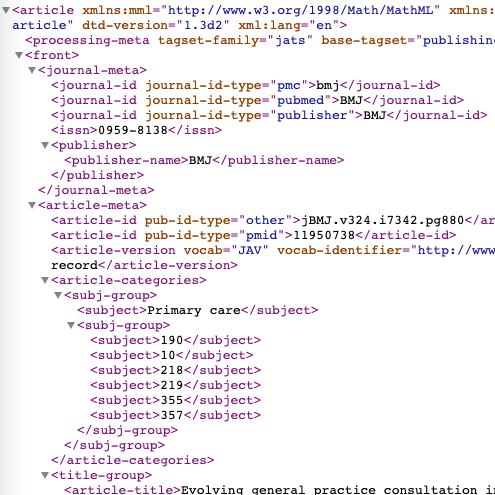 <article xmlns:mml="http://www.w3.org/1998/Math/MathML" xmlns:
article" dtd-version="1.3d2" xml:lang="en">
<processing-meta tagset-family="jats" base-tagset="publishin
<front>
<journal-meta>
<journal-id journal-id-type="pmc">bmj</journal-id>
<journal-id journal-id-type="pubmed">BMJ</journal-id>
<journal-id journal-id-type="publisher">BMJ</journal-id>
<issn>0959-8138</issn>
<publisher>
<publisher-name>BMJ</publisher-name>
</publisher>
</journal-meta>
<article-meta>
<article-id pub-id-type="other">jBMJ.v324.i7342.pg880</ar
<article-id pub-id-type="pmid">11950738</article-id>
<article-version vocab="JAV" vocab-identifier="http://www
record</article-version>
<article-categories>
<subj-group>
<subject>Primary care</subject>
<subj-group>
<subject>190</subject>
<subject>10</subject>
<subject>218</subject>
<subject>219</subject>
<subject>355</subject>
<subject>357</subject>
</subj-group>
</subj-group>
</article-categories>
<title-group>
<article-title>Evolving general practice consultation in